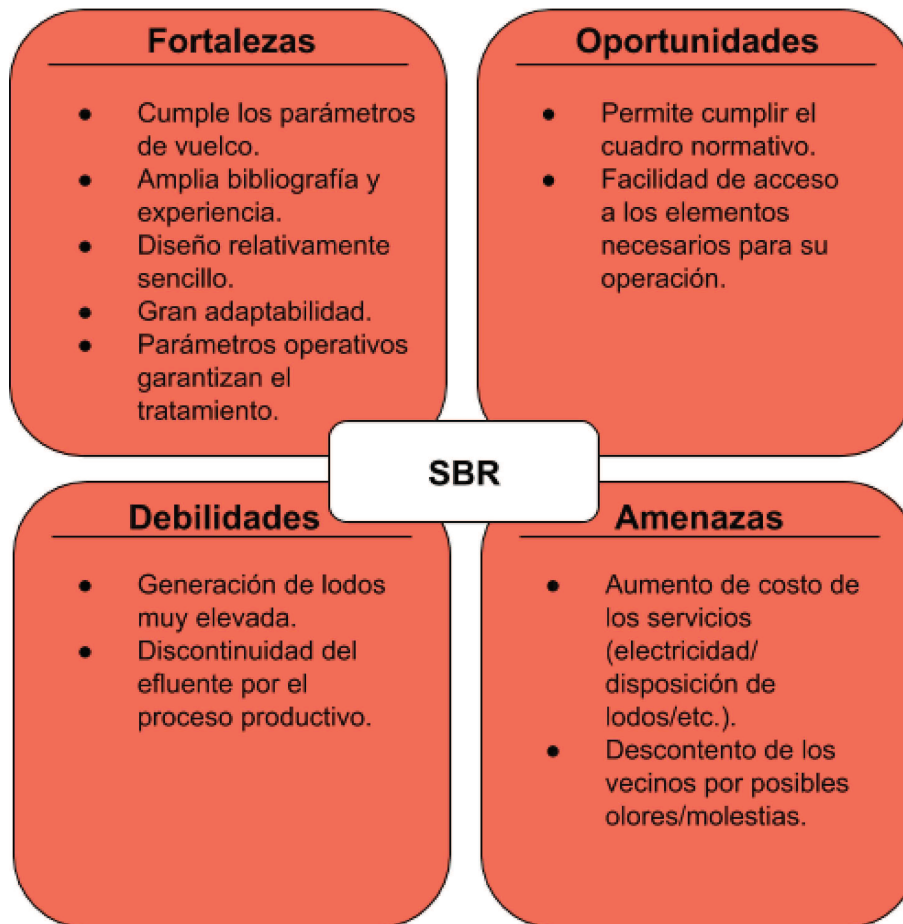 Fortalezas
● Cumple los parámetros
de vuelco.
● Amplia bibliografía y
experiencia.
● Diseño relativamente
sencillo.
● Gran adaptabilidad.
● Parámetros operativos
garantizan el
tratamiento.
Oportunidades
● Permite cumplir el
cuadro normativo.
● Facilidad de acceso
a los elementos
necesarios para su
operación.
SBR
Debilidades
● Generación de lodos
muy elevada.
● Discontinuidad del
efluente por el
proceso productivo.
Amenazas
● Aumento de costo de
los servicios
(electricidad/
disposición de
lodos/etc.).
● Descontento de los
vecinos por posibles
olores/molestias.